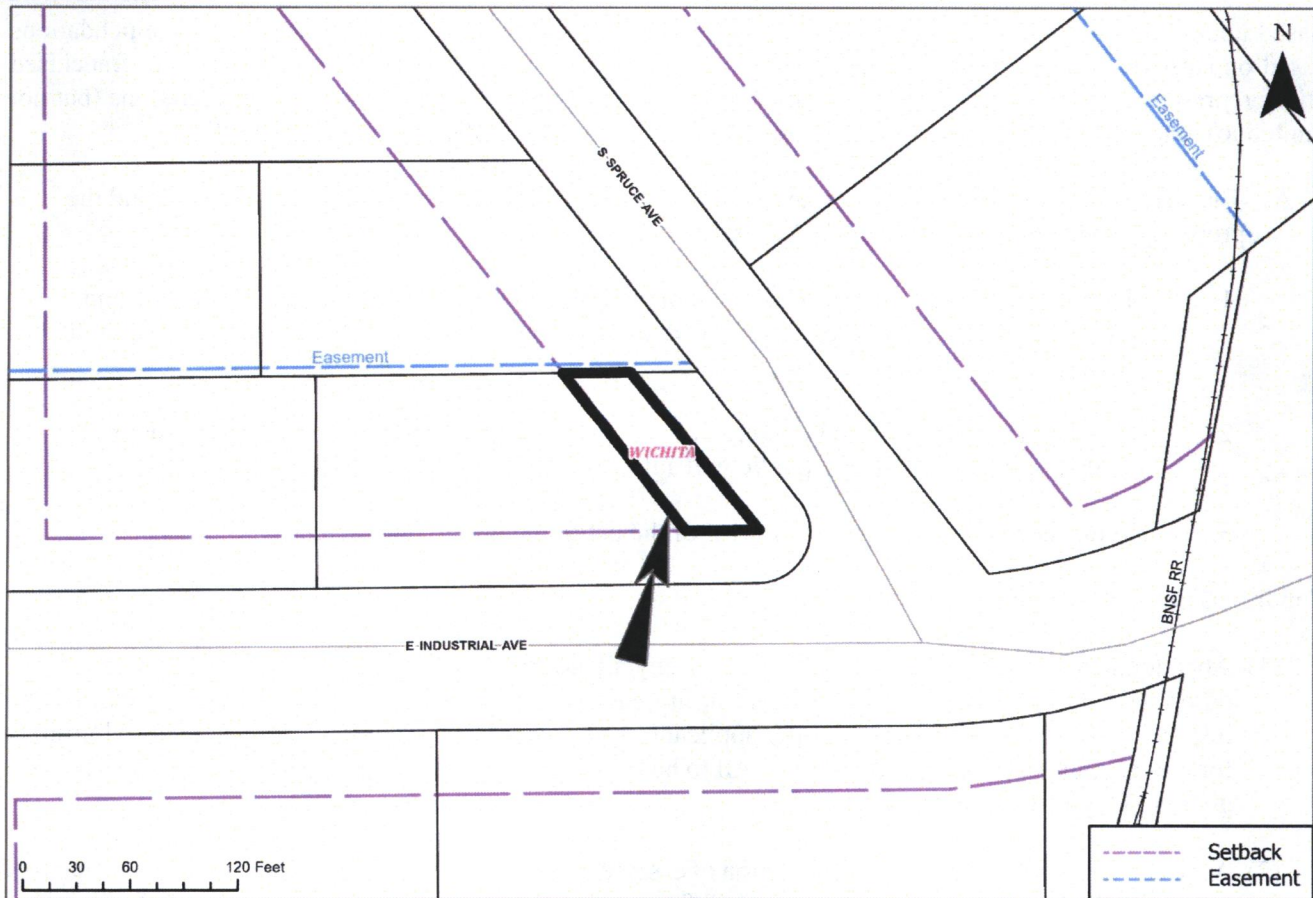 N
Easement
S SPRUCE AVE
Easement
WICHITA
BNSF RR
E INDUSTRIAL AVE
0 30 60 120 Feet
Setback
Easement